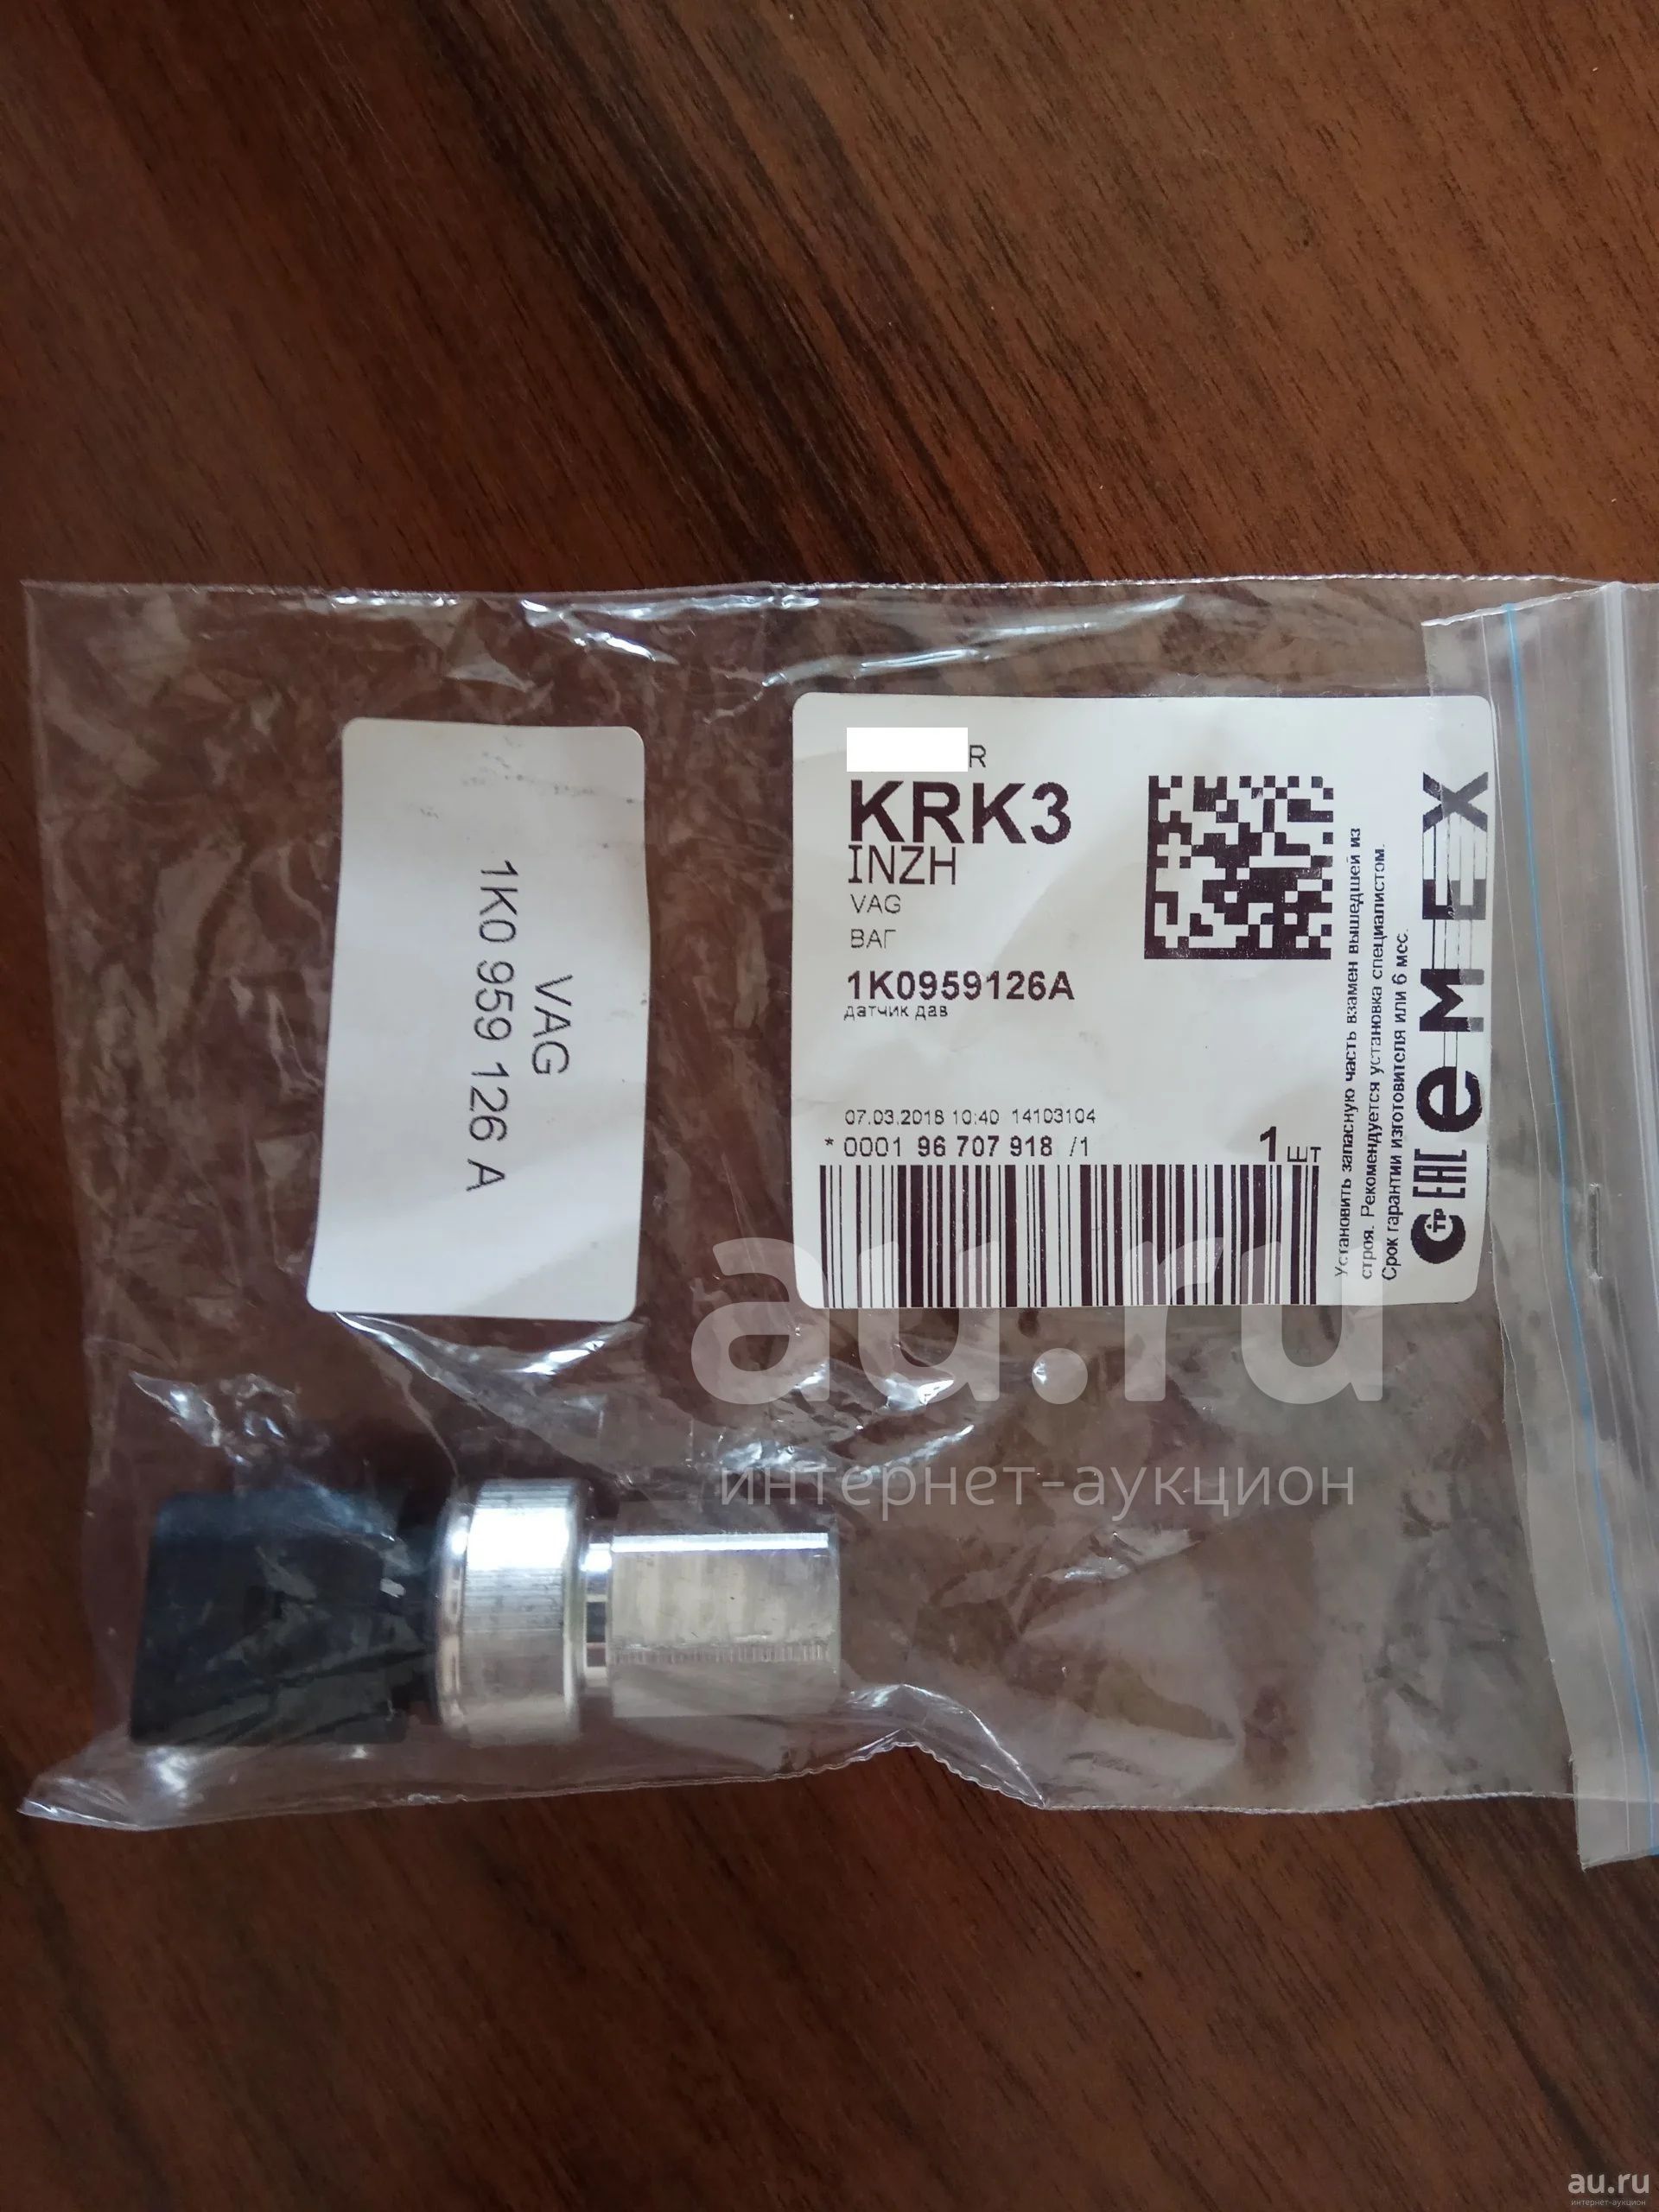 VAG
1K0 959 126 A
R
KRK3
INZH
VAG
ВАГ
1K0959126A
датчик дав
07.03.2018 10:40 14103104
* 0001 96 707 918 /1
1 шт
Установить запасную часть взамен вышедшей из
строя. Рекомендуется установка специалистом.
Срок гарантии изготовителя или 6 мес.
EAC
eMEX
au.ru
интернет-аукцион
au.ru
интернет-аукцион